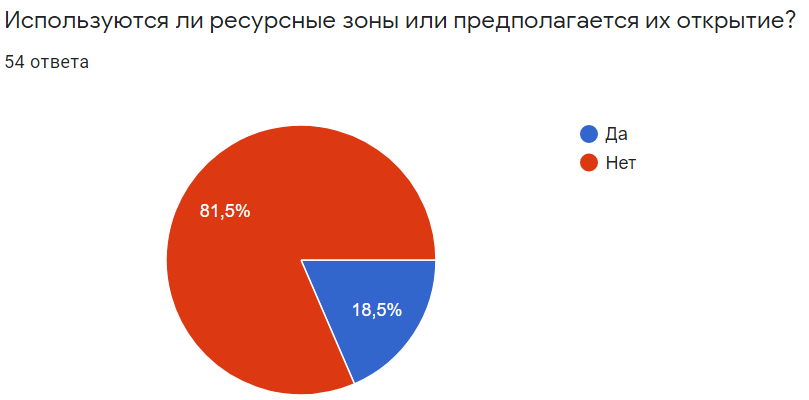 Используются ли ресурсные зоны или предполагается их открытие?
54 ответа
Да
Нет
81,5%
18,5%